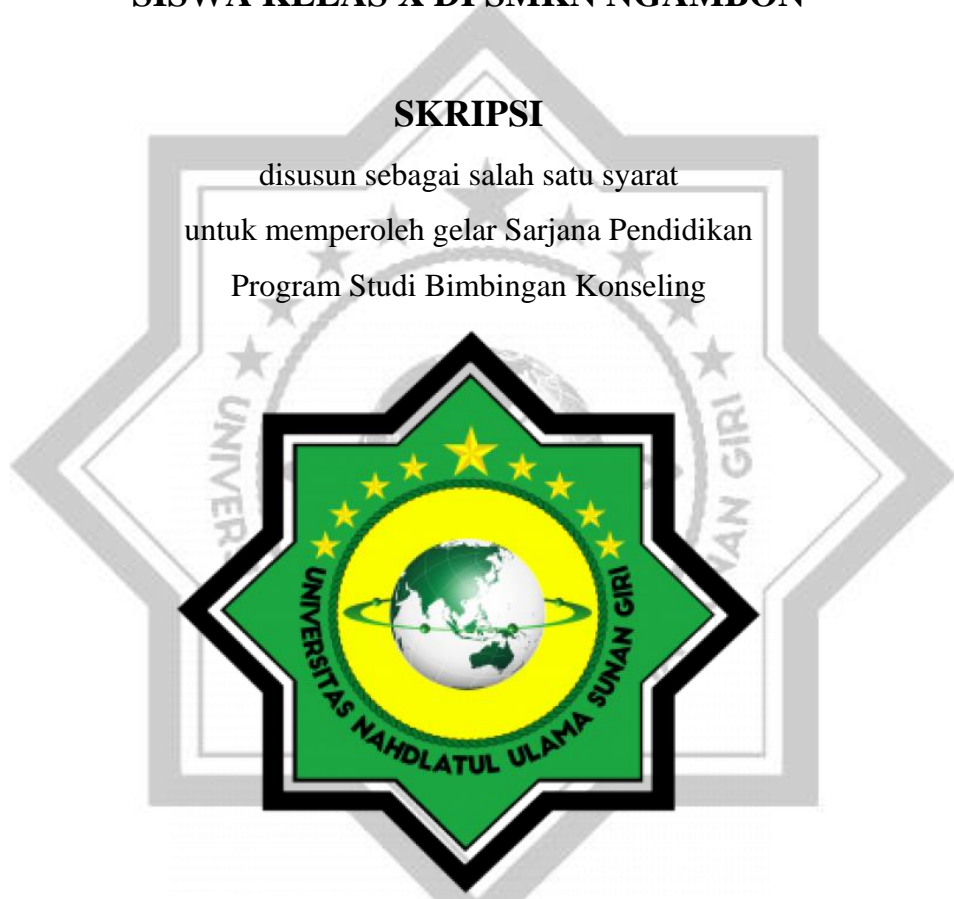 SISWA KELAS X DI SMKN NGAMBON
SKRIPSI
disusun sebagai salah satu syarat
untuk memperoleh gelar Sarjana Pendidikan
Program Studi Bimbingan Konseling
UNIVERSITAS NAHDLATUL ULAMA SUNAN GIRI